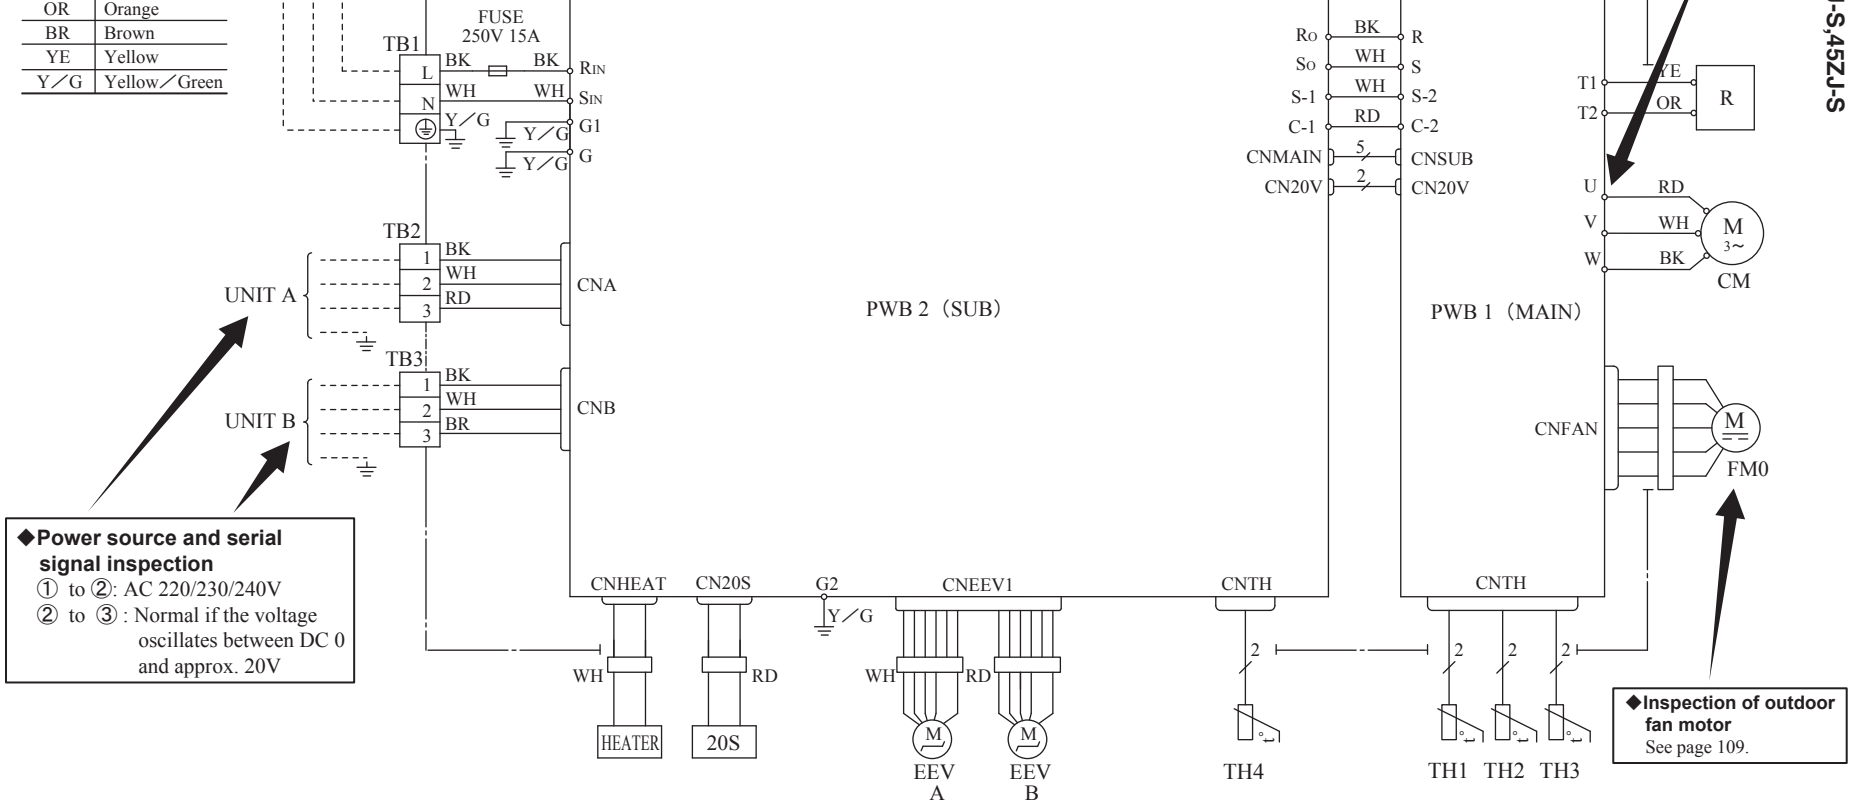 OR Orange
BR Brown
YE Yellow
Y／G Yellow／Green
FUSE
250V 15A
TB1
L BK BK RIN
N WH WH SIN
Y／G
Y／G G1
Y／G G
TB2
UNIT A
1 BK
2 WH
3 RD
CNA
TB3
UNIT B
1 BK
2 WH
3 BR
CNB
PWB 2（SUB）
RO BK R
SO WH S
S-1 WH S-2
C-1 RD C-2
CNMAIN 5 CNSUB
CN20V 2 CN20V
PWB 1（MAIN）
T1 YE
T2 OR
R
U RD
V WH
W BK
M
3~
CM
CNFAN
M
FM0
J-S,45ZJ-S
◆Power source and serial
signal inspection
① to ②: AC 220/230/240V
② to ③ : Normal if the voltage
oscillates between DC 0
and approx. 20V
CNHEAT
WH
HEATER
CN20S
RD
20S
G2
Y／G
CNEEV1
WH RD
M M
EEV
A
EEV
B
CNTH
2
t°
TH4
CNTH
2 2 2
t° t° t°
TH1 TH2 TH3
◆Inspection of outdoor
fan motor
See page 109.